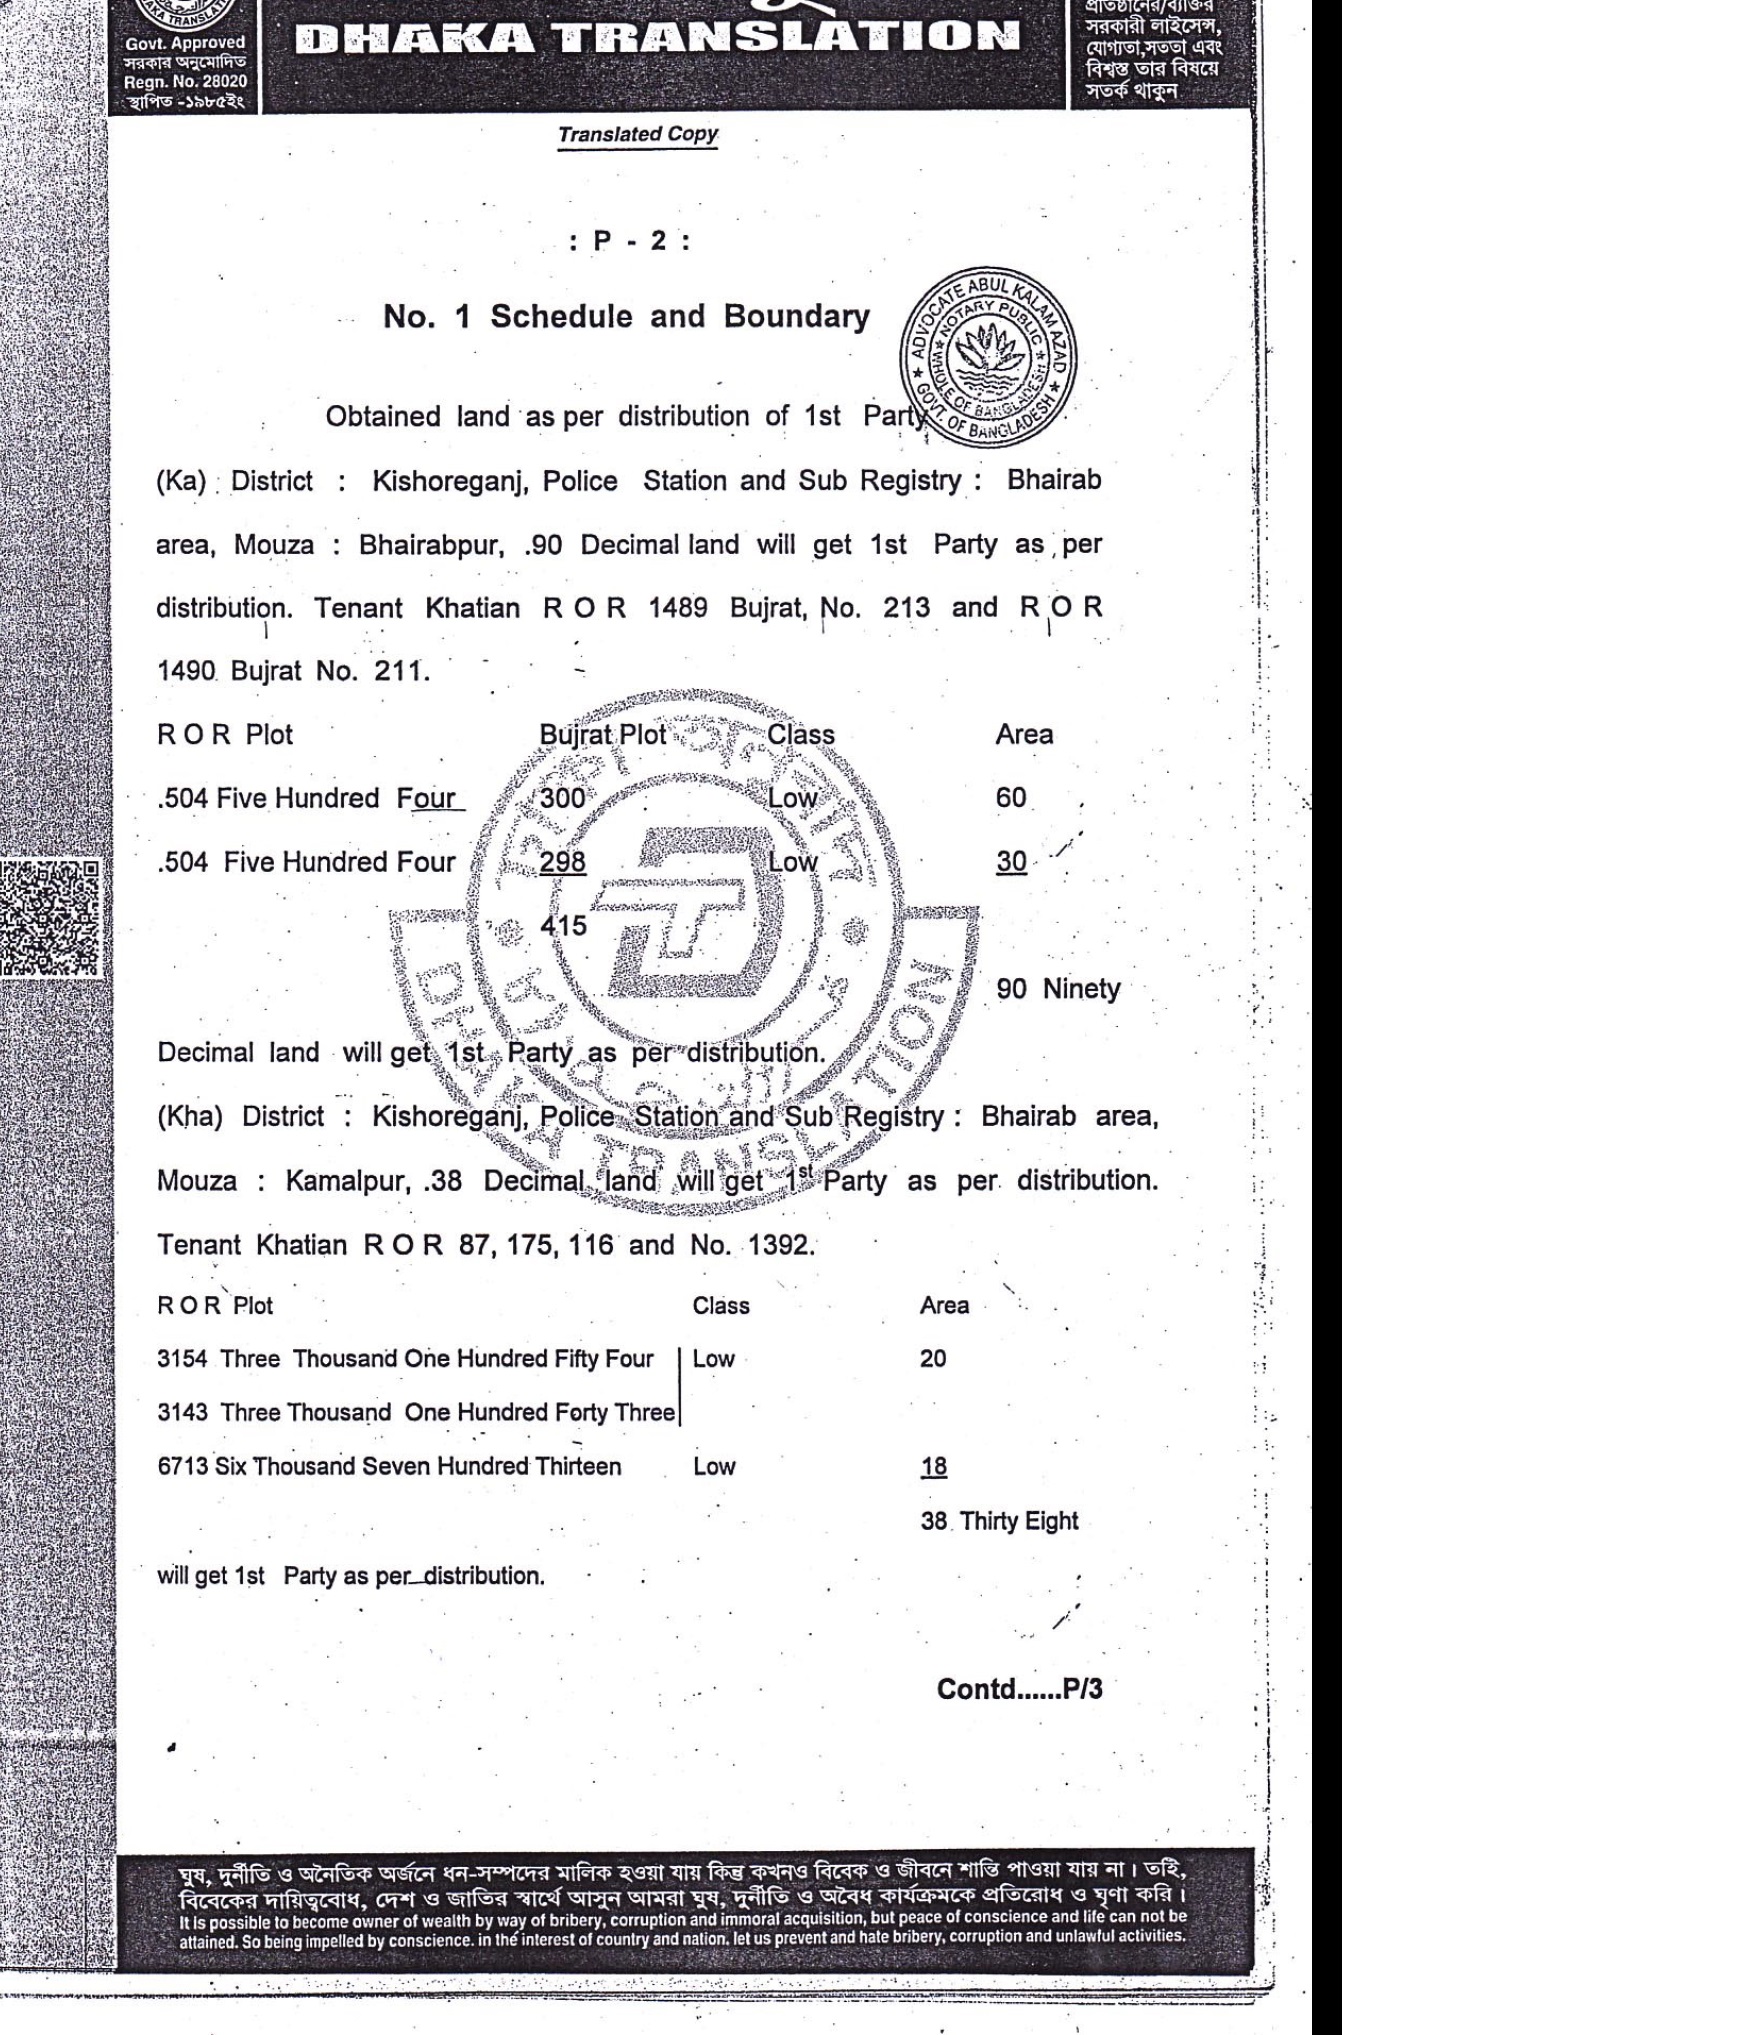 Govt. Approved
সরকার অনুমোদিত
Regn. No. 28020
স্থাপিত -১৯৮৫ইং
DHAKA TRANSLATION
প্রতিষ্ঠানের/ব্যক্তির
সরকারী লাইসেন্স,
যোগ্যতা,সততা এবং
বিশ্বস্ত তার বিষয়ে
সতর্ক থাকুন
Translated Copy
: P - 2 :
No. 1 Schedule and Boundary
ADVOCATE ABUL KALAM AZAD
NOTARY PUBLIC
WHOLE OF BANGLADESH
GOVT. OF BANGLADESH
Obtained land as per distribution of 1st Party
(Ka) District : Kishoreganj, Police Station and Sub Registry : Bhairab
area, Mouza : Bhairabpur, .90 Decimal land will get 1st Party as per
distribution. Tenant Khatian R O R 1489 Bujrat, No. 213 and R O R
1490 Bujrat No. 211.
R O R Plot Bujrat Plot Class Area
.504 Five Hundred Four 300 Low 60
.504 Five Hundred Four 298 Low 30
415
90 Ninety
Decimal land will get 1st Party as per distribution.
(Kha) District : Kishoreganj, Police Station and Sub Registry : Bhairab area,
Mouza : Kamalpur, .38 Decimal land will get 1st Party as per distribution.
Tenant Khatian R O R 87, 175, 116 and No. 1392.
R O R Plot Class Area
3154 Three Thousand One Hundred Fifty Four Low 20
3143 Three Thousand One Hundred Forty Three
6713 Six Thousand Seven Hundred Thirteen Low 18
38 Thirty Eight
will get 1st Party as per distribution.
DHAKA TRANSLATION
Contd......P/3
ঘুষ, দুর্নীতি ও অনৈতিক অর্জনে ধন-সম্পদের মালিক হওয়া যায় কিন্তু কখনও বিবেক ও জীবনে শান্তি পাওয়া যায় না। তাই,
বিবেকের দায়িত্ববোধ, দেশ ও জাতির স্বার্থে আসুন আমরা ঘুষ, দুর্নীতি ও অবৈধ কার্যক্রমকে প্রতিরোধ ও ঘৃণা করি।
It is possible to become owner of wealth by way of bribery, corruption and immoral acquisition, but peace of conscience and life can not be
attained. So being impelled by conscience. in the interest of country and nation. let us prevent and hate bribery, corruption and unlawful activities.